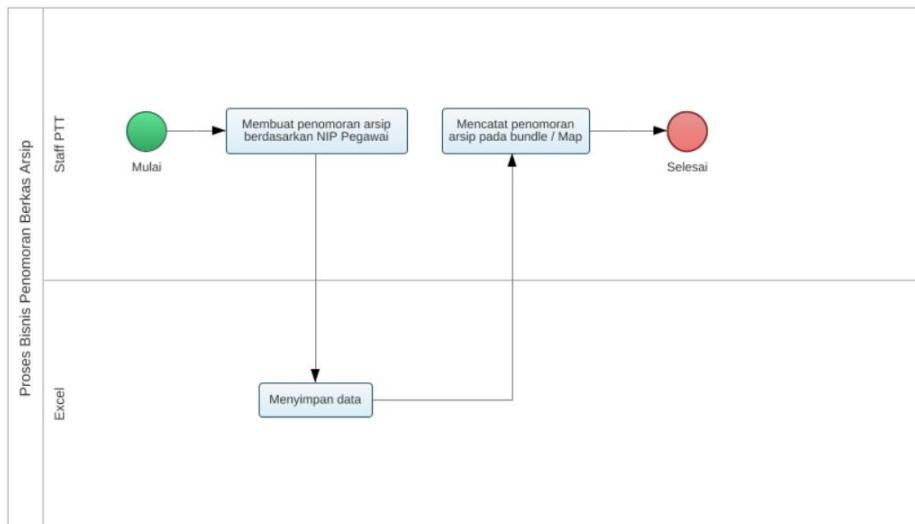 Proses Bisnis Penomoran Berkas Arsip
Staff PTT
Mulai
Membuat penomoran arsip
berdasarkan NIP Pegawai
Mencatat penomoran
arsip pada bundle / Map
Selesai
Excel
Menyimpan data